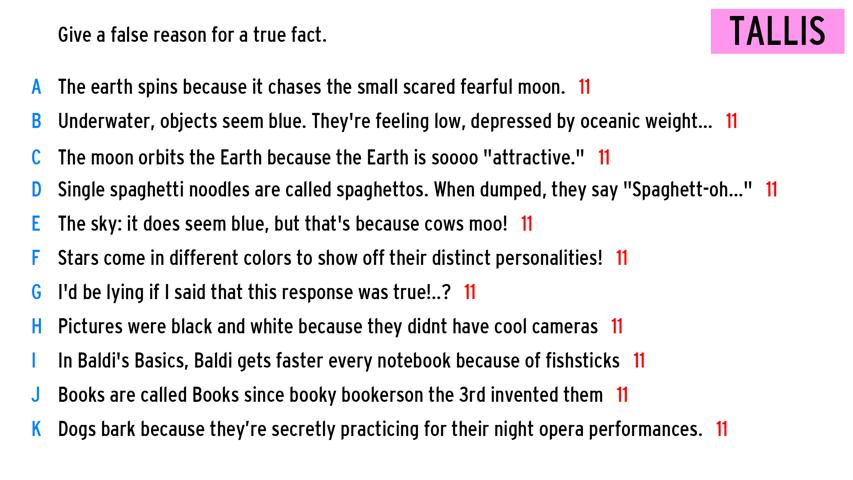 Give a false reason for a true fact.
TALLIS
A The earth spins because it chases the small scared fearful moon. 11
B Underwater, objects seem blue. They're feeling low, depressed by oceanic weight... 11
C The moon orbits the Earth because the Earth is soooo "attractive." 11
D Single spaghetti noodles are called spaghettos. When dumped, they say "Spaghett-oh..." 11
E The sky: it does seem blue, but that's because cows moo! 11
F Stars come in different colors to show off their distinct personalities! 11
G I'd be lying if I said that this response was true!..? 11
H Pictures were black and white because they didnt have cool cameras 11
I In Baldi's Basics, Baldi gets faster every notebook because of fishsticks 11
J Books are called Books since booky bookerson the 3rd invented them 11
K Dogs bark because they’re secretly practicing for their night opera performances. 11